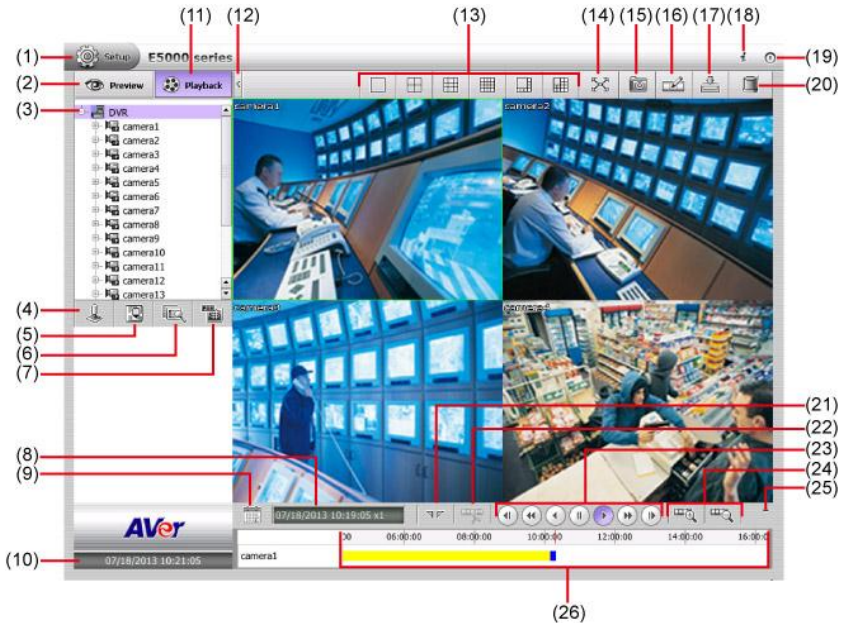 (11) (12) (13) (14) (15) (16) (17) (18)
(1) Setup E5000 series (19)
(2) Preview Playback (20)
(3) DVR
camera1
camera2
camera3
camera4
camera5
camera6
camera7
camera8
camera9
camera10
camera11
camera12
camera13
camera1 camera2
(4)
(5)
(6)
(7)
camera3 camera4
(21)
(22)
(8) (23)
(9) (24)
(25)
07/18/2013 10:19:05 x1
AVer
(10) 07/18/2013 10:21:05
00 06:00:00 08:00:00 10:00:00 12:00:00 14:00:00 16:00:0
camera1
(26)